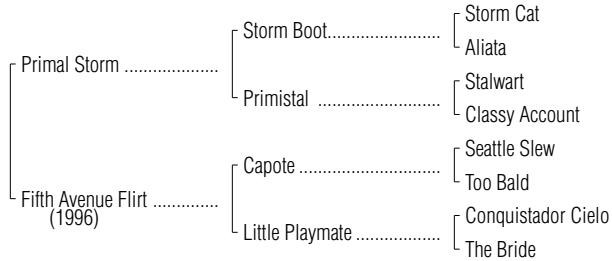 Storm Cat
Storm Boot.......................
Aliata
Primal Storm ....................
Stalwart
Primistal ..........................
Classy Account
Seattle Slew
Capote ..............................
Too Bald
Fifth Avenue Flirt ..............
(1996)
Conquistador Cielo
Little Playmate ..................
The Bride